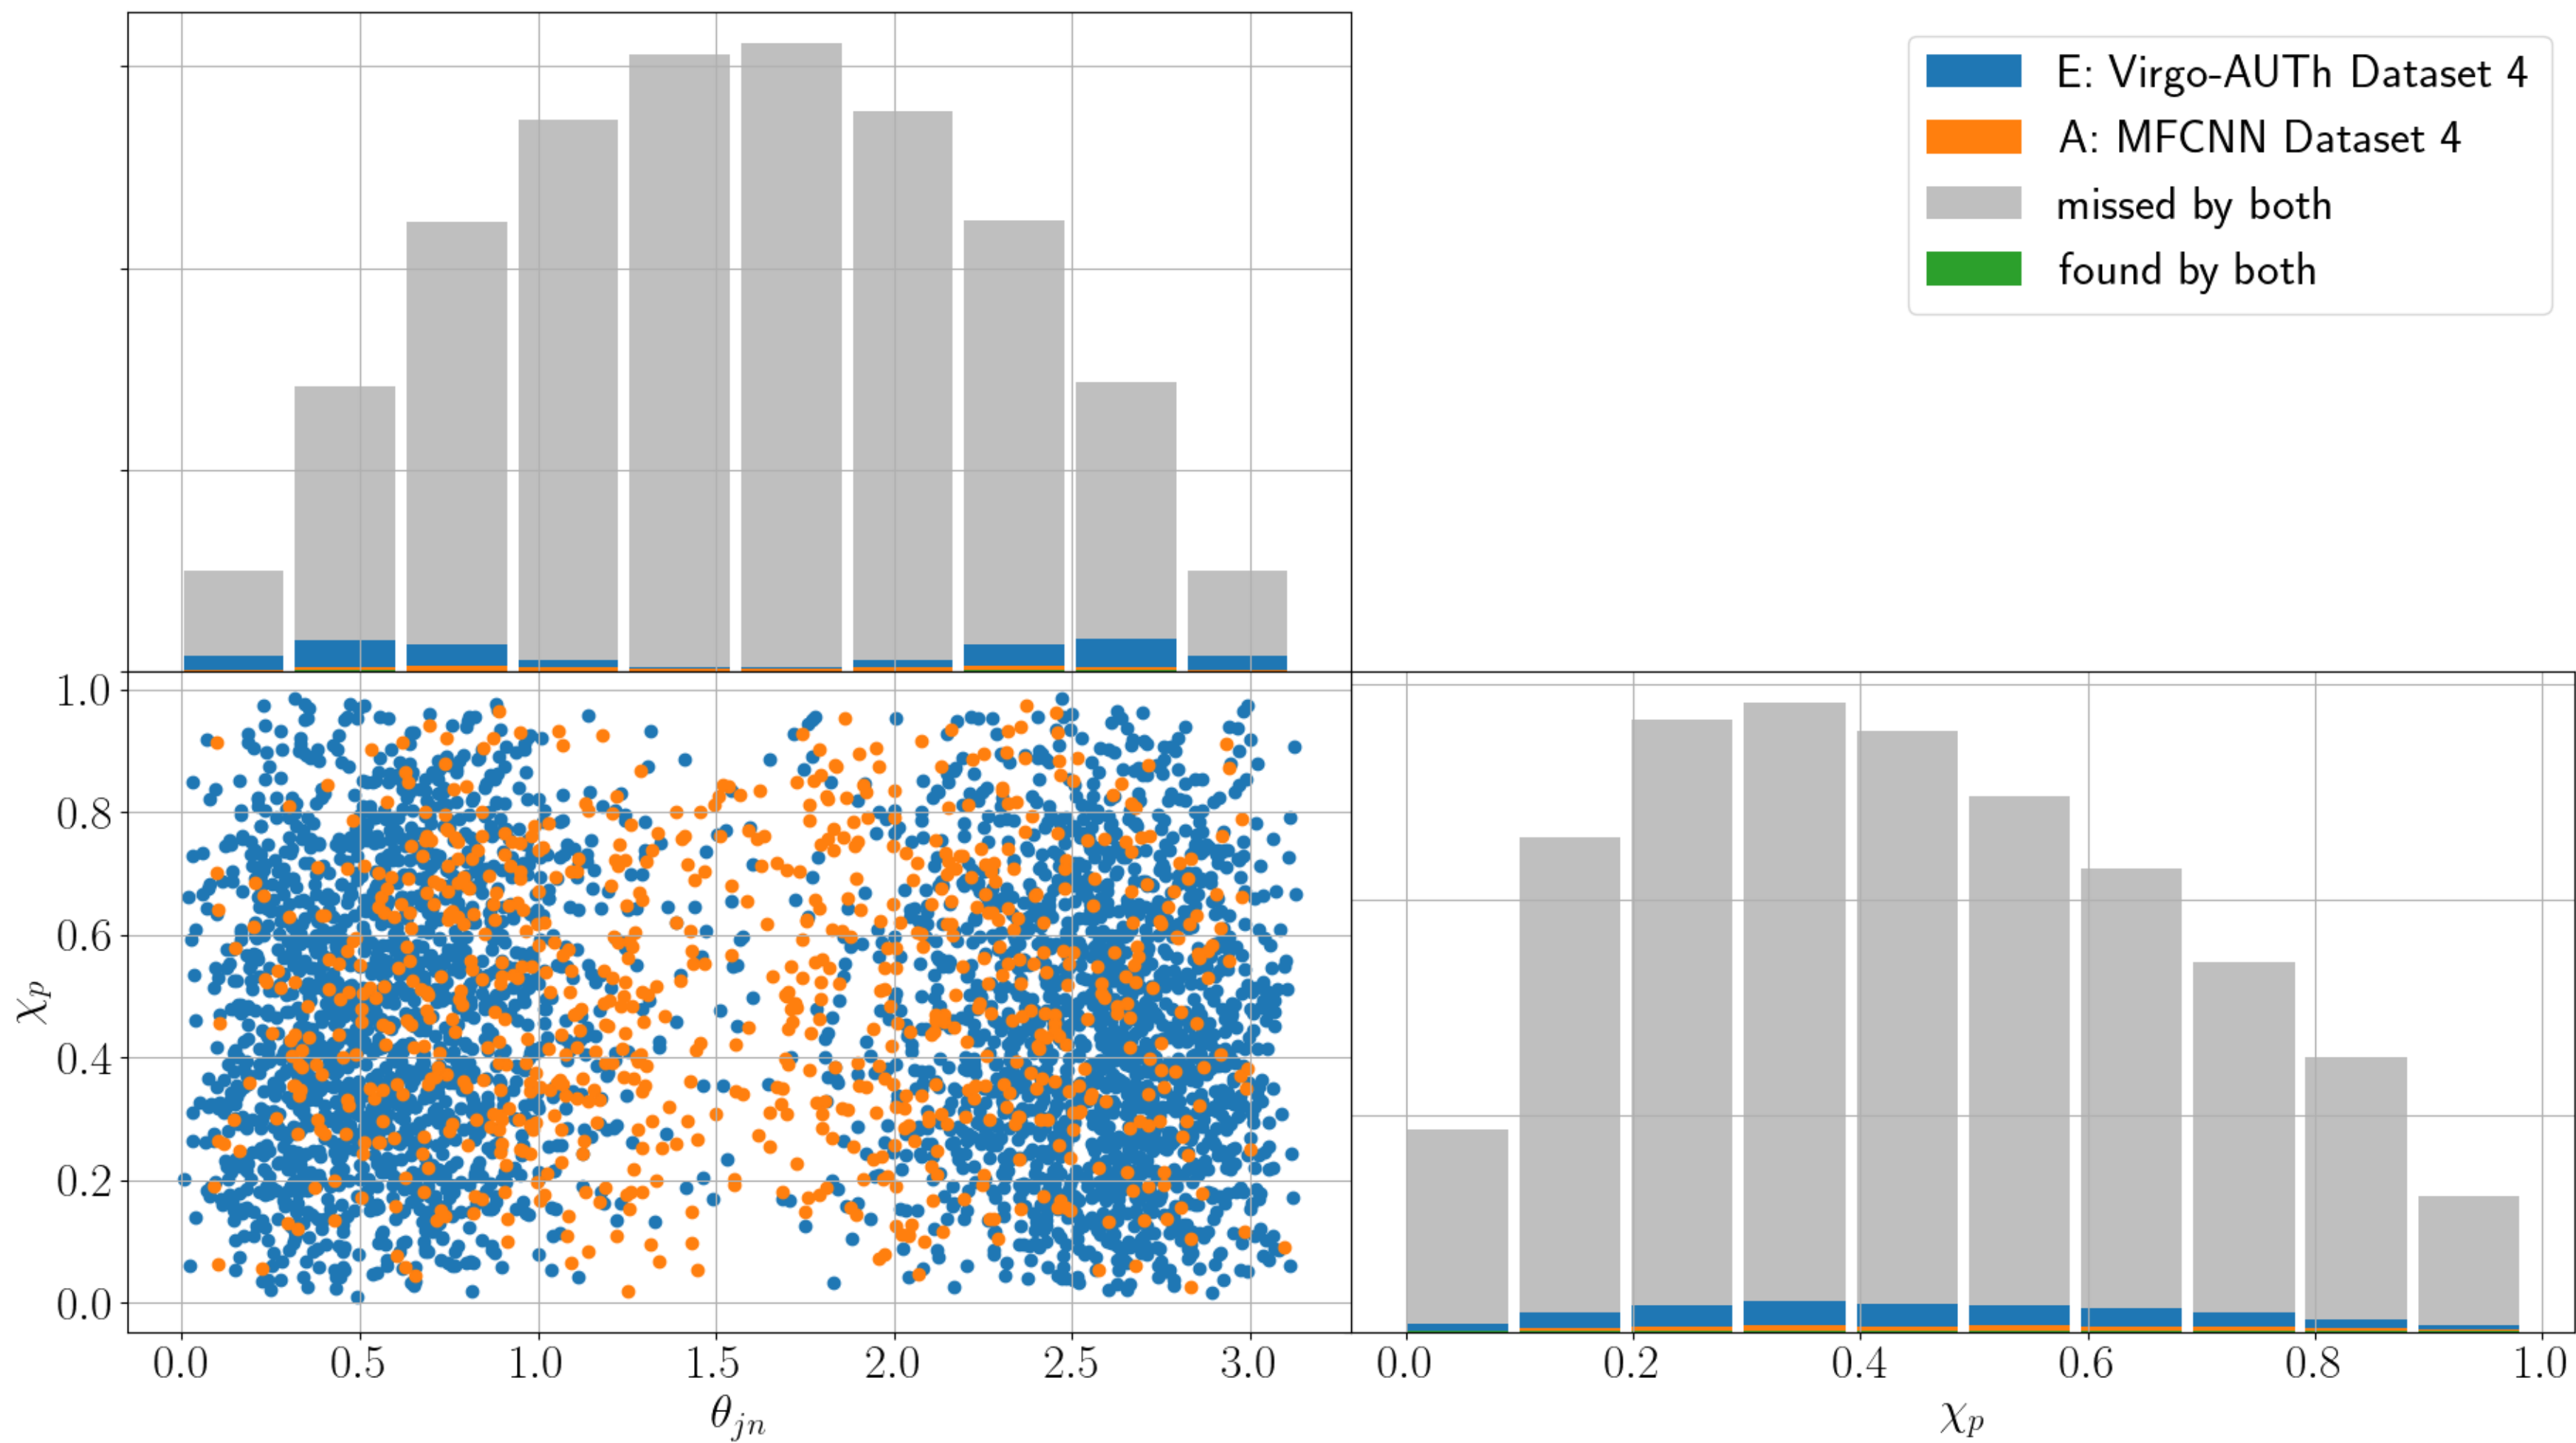 E: Virgo-AUTh Dataset 4
A: MFCNN Dataset 4
missed by both
found by both
1.0
0.8
0.6
0.4
0.2
0.0
χp
0.0 0.5 1.0 1.5 2.0 2.5 3.0
θjn
0.0 0.2 0.4 0.6 0.8 1.0
χp